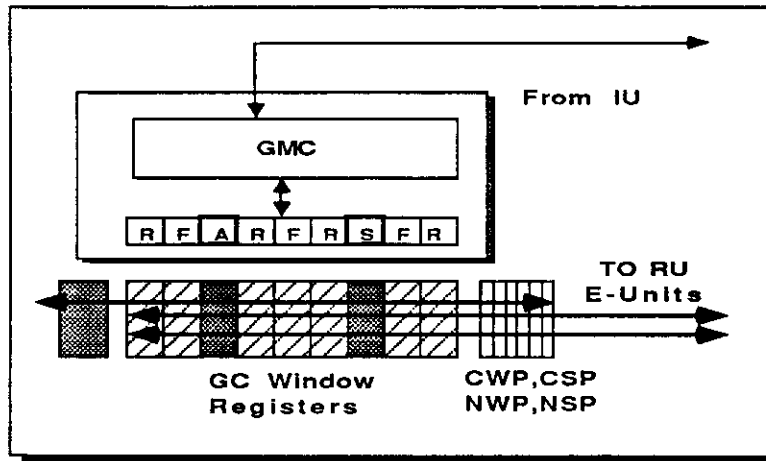 From IU
GMC
R F A R F R S F R
TO RU
E-Units
GC Window
Registers
CWP,CSP
NWP,NSP